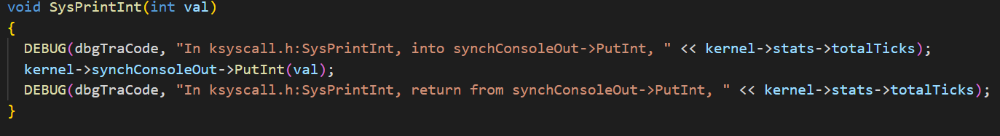 void SysPrintInt(int val)
{
  DEBUG(dbgTraCode, "In ksyscall.h:SysPrintInt, into synchConsoleOut->PutInt, " << kernel->stats->totalTicks);
  kernel->synchConsoleOut->PutInt(val);
  DEBUG(dbgTraCode, "In ksyscall.h:SysPrintInt, return from synchConsoleOut->PutInt, " << kernel->stats->totalTicks);
}